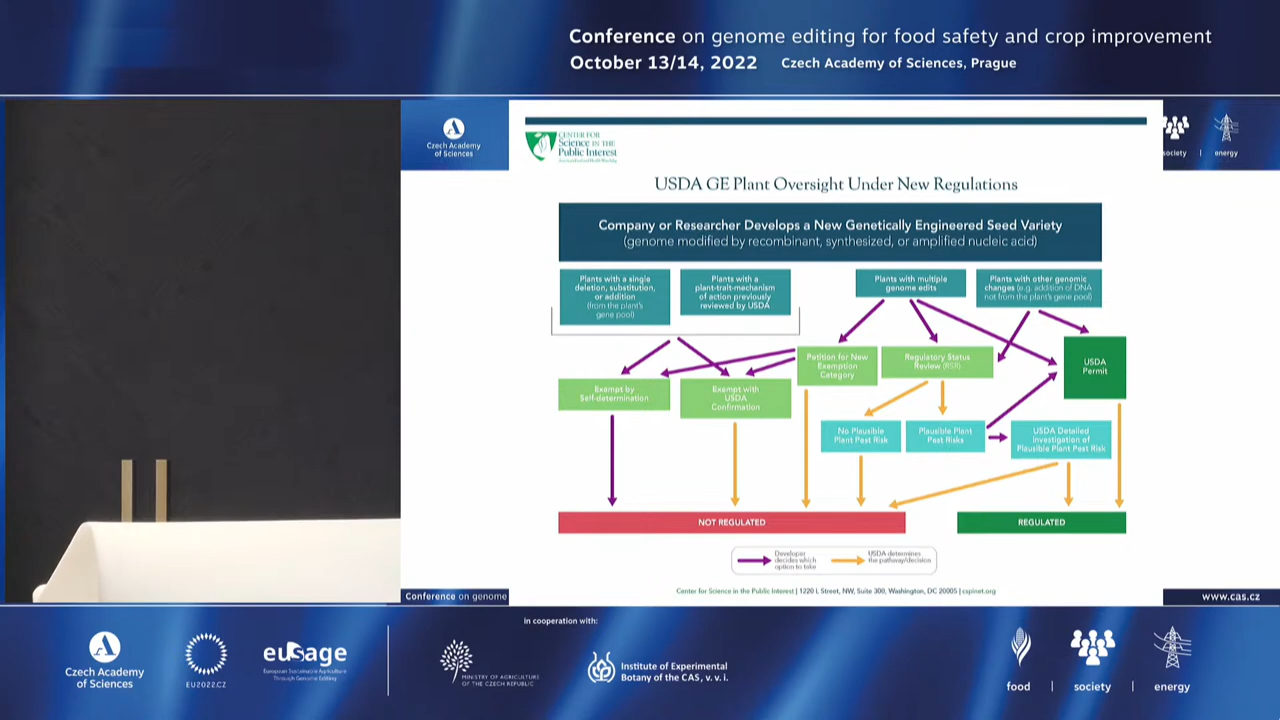 Conference on genome editing for food safety and crop improvement
October 13/14, 2022 Czech Academy of Sciences, Prague
Czech Academy
of Sciences
CENTER FOR
Science IN THE
Public Interest
society | energy
USDA GE Plant Oversight Under New Regulations
Company or Researcher Develops a New Genetically Engineered Seed Variety
(genome modified by recombinant, synthesized, or amplified nucleic acid)
Plants with a single
deletion, substitution,
or addition
(from the plant's
gene pool)
Plants with a
plant-trait-mechanism
of action previously
reviewed by USDA
Plants with multiple
genome edits
Plants with other genomic
changes (e.g. addition of DNA
not from the plant's gene pool)
Petition for New
Exemption
Category
Regulatory Status
Review (RSR)
USDA
Permit
Exempt by
Self-determination
Exempt with
USDA
Confirmation
No Plausible
Plant Pest Risk
Plausible Plant
Pest Risks
USDA Detailed
Investigation of
Plausible Plant Pest Risk
NOT REGULATED
REGULATED
Developer
decides which
option to take
USDA determines
the pathway/decision
Center for Science in the Public Interest | 1220 L Street, NW, Suite 300, Washington, DC 20005 | cspinet.org
Conference on genome
www.cas.cz
in cooperation with:
Czech Academy
of Sciences
EU2022.CZ
eusage
European Sustainable Agriculture
Through Genome Editing
MINISTRY OF AGRICULTURE
OF THE CZECH REPUBLIC
Institute of Experimental
Botany of the CAS, v. v. i.
food | society | energy